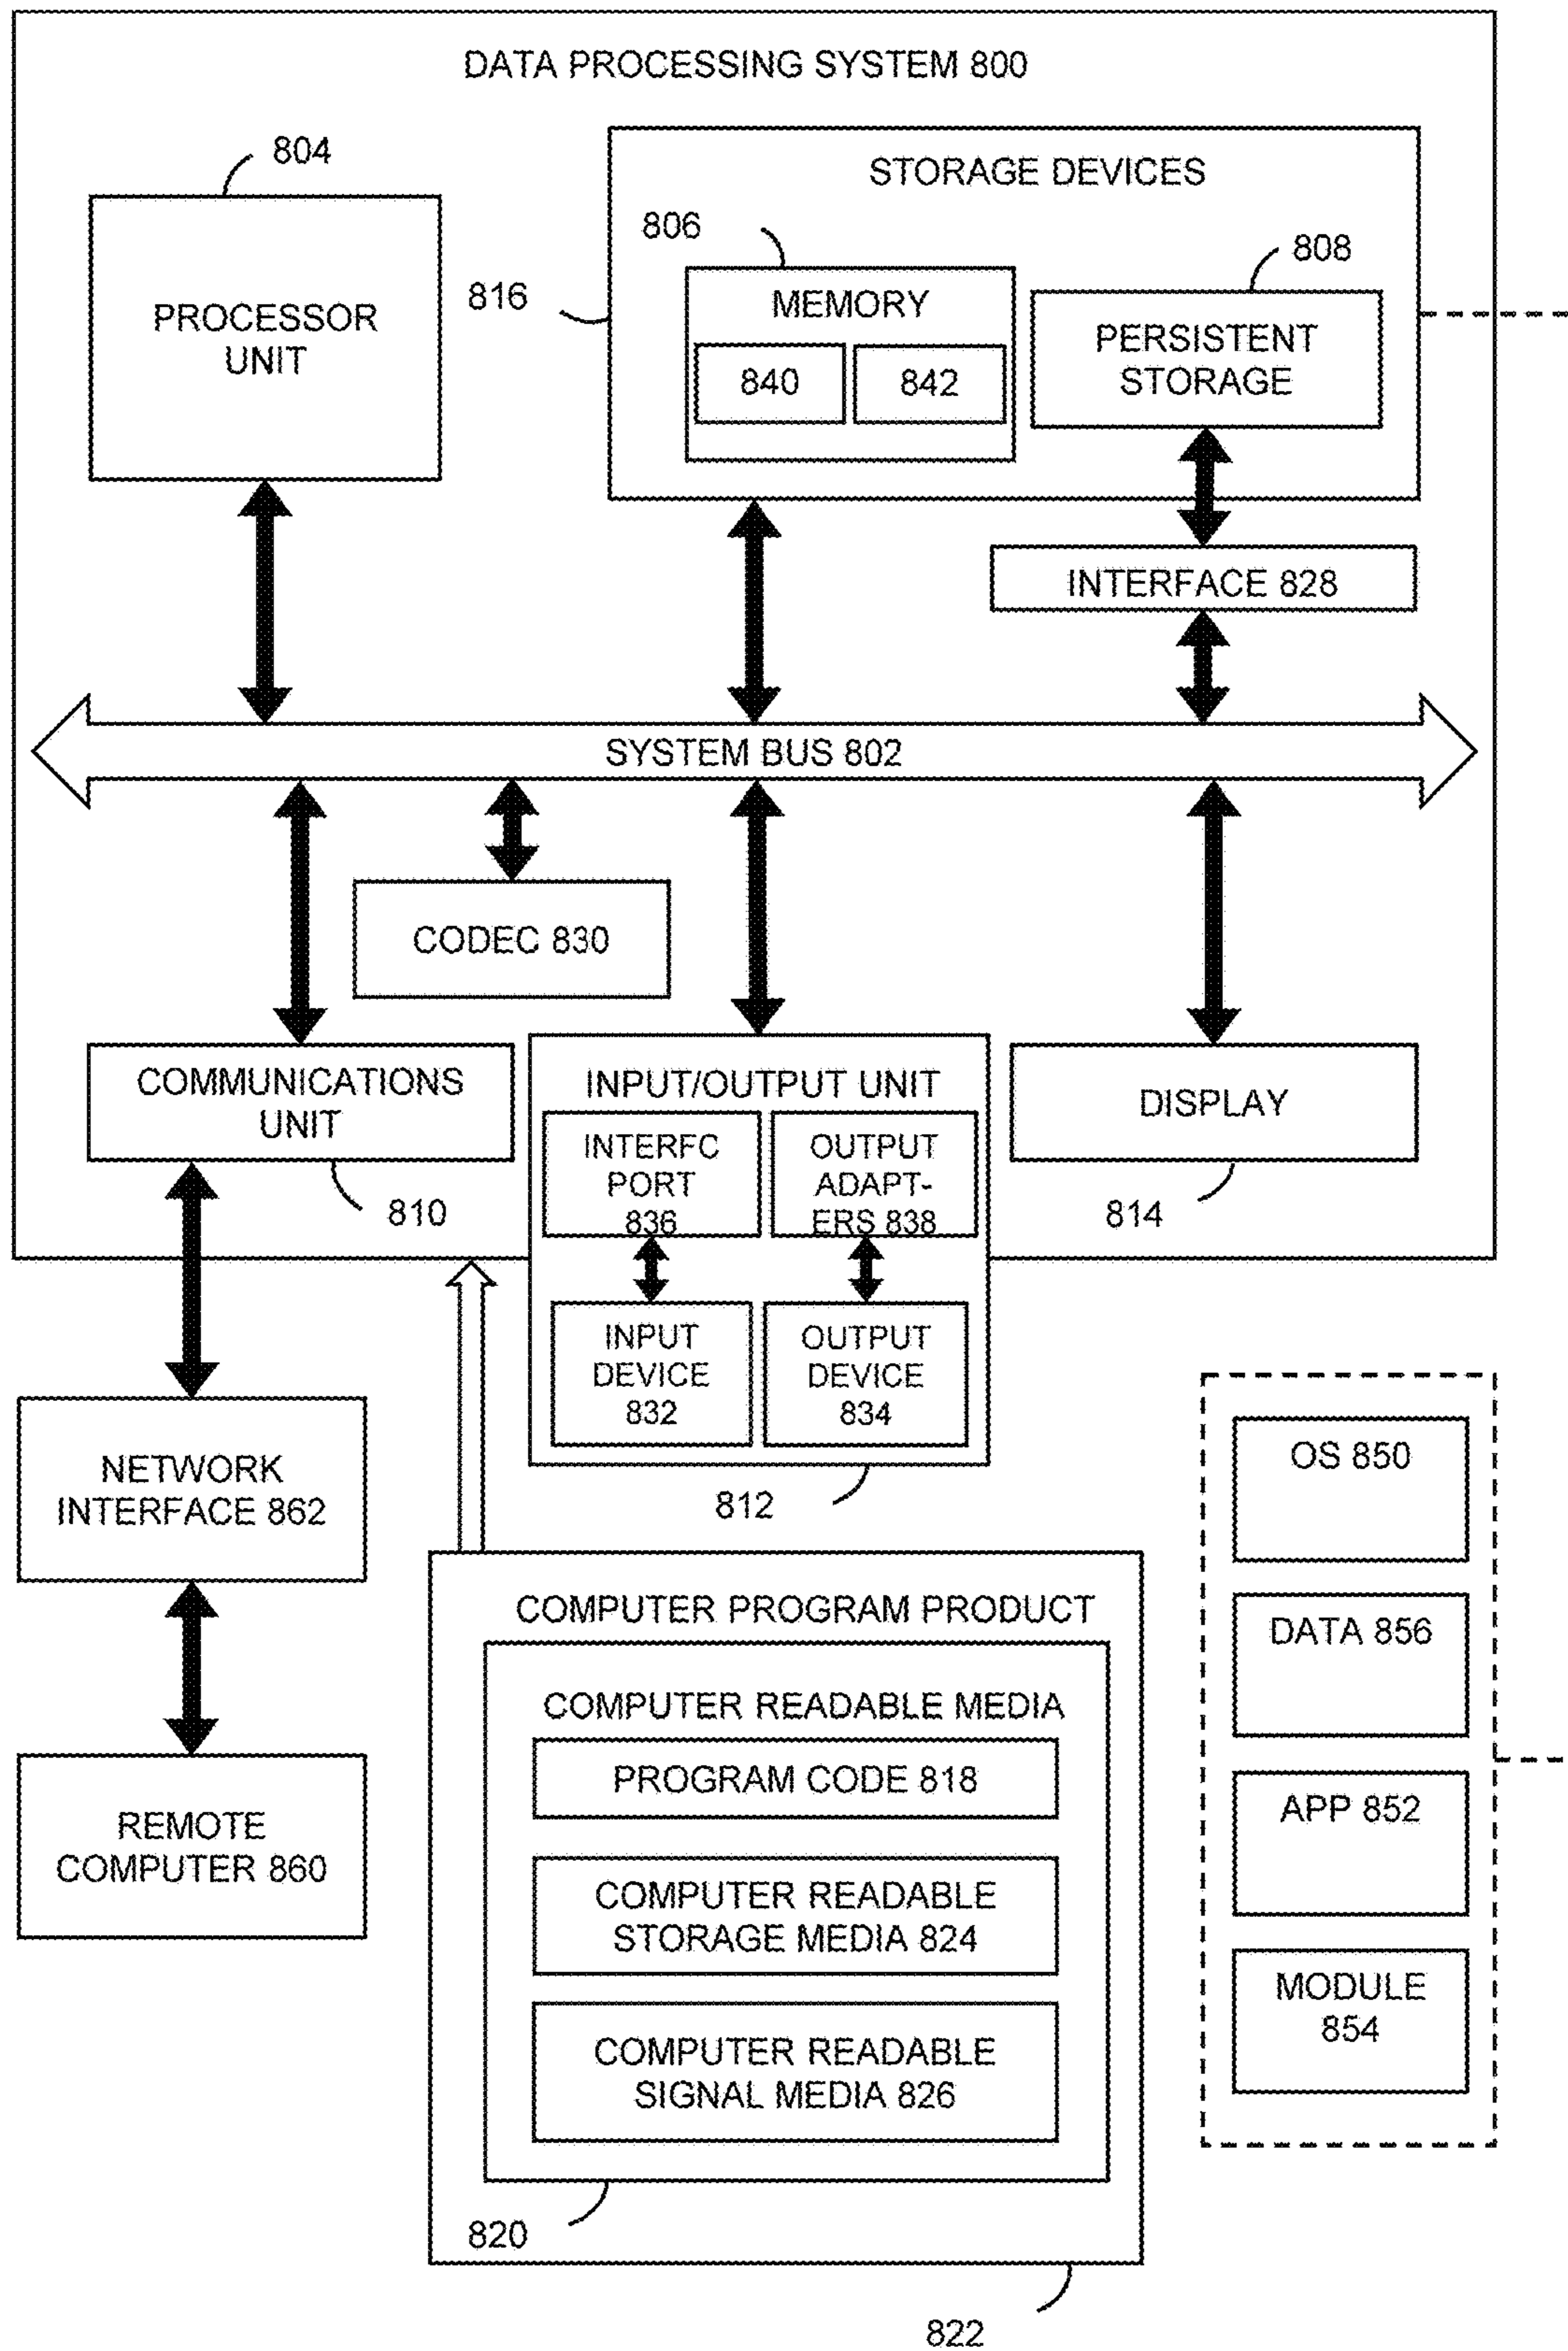 DATA PROCESSING SYSTEM 800
804
STORAGE DEVICES
806
808
816
PROCESSOR
UNIT
MEMORY
840
842
PERSISTENT
STORAGE
INTERFACE 828
SYSTEM BUS 802
CODEC 830
COMMUNICATIONS
UNIT
810
INPUT/OUTPUT UNIT
INTERFC
PORT
836
OUTPUT
ADAPT-
ERS 838
DISPLAY
814
INPUT
DEVICE
832
OUTPUT
DEVICE
834
812
NETWORK
INTERFACE 862
REMOTE
COMPUTER 860
COMPUTER PROGRAM PRODUCT
COMPUTER READABLE MEDIA
PROGRAM CODE 818
COMPUTER READABLE
STORAGE MEDIA 824
COMPUTER READABLE
SIGNAL MEDIA 826
820
822
OS 850
DATA 856
APP 852
MODULE
854